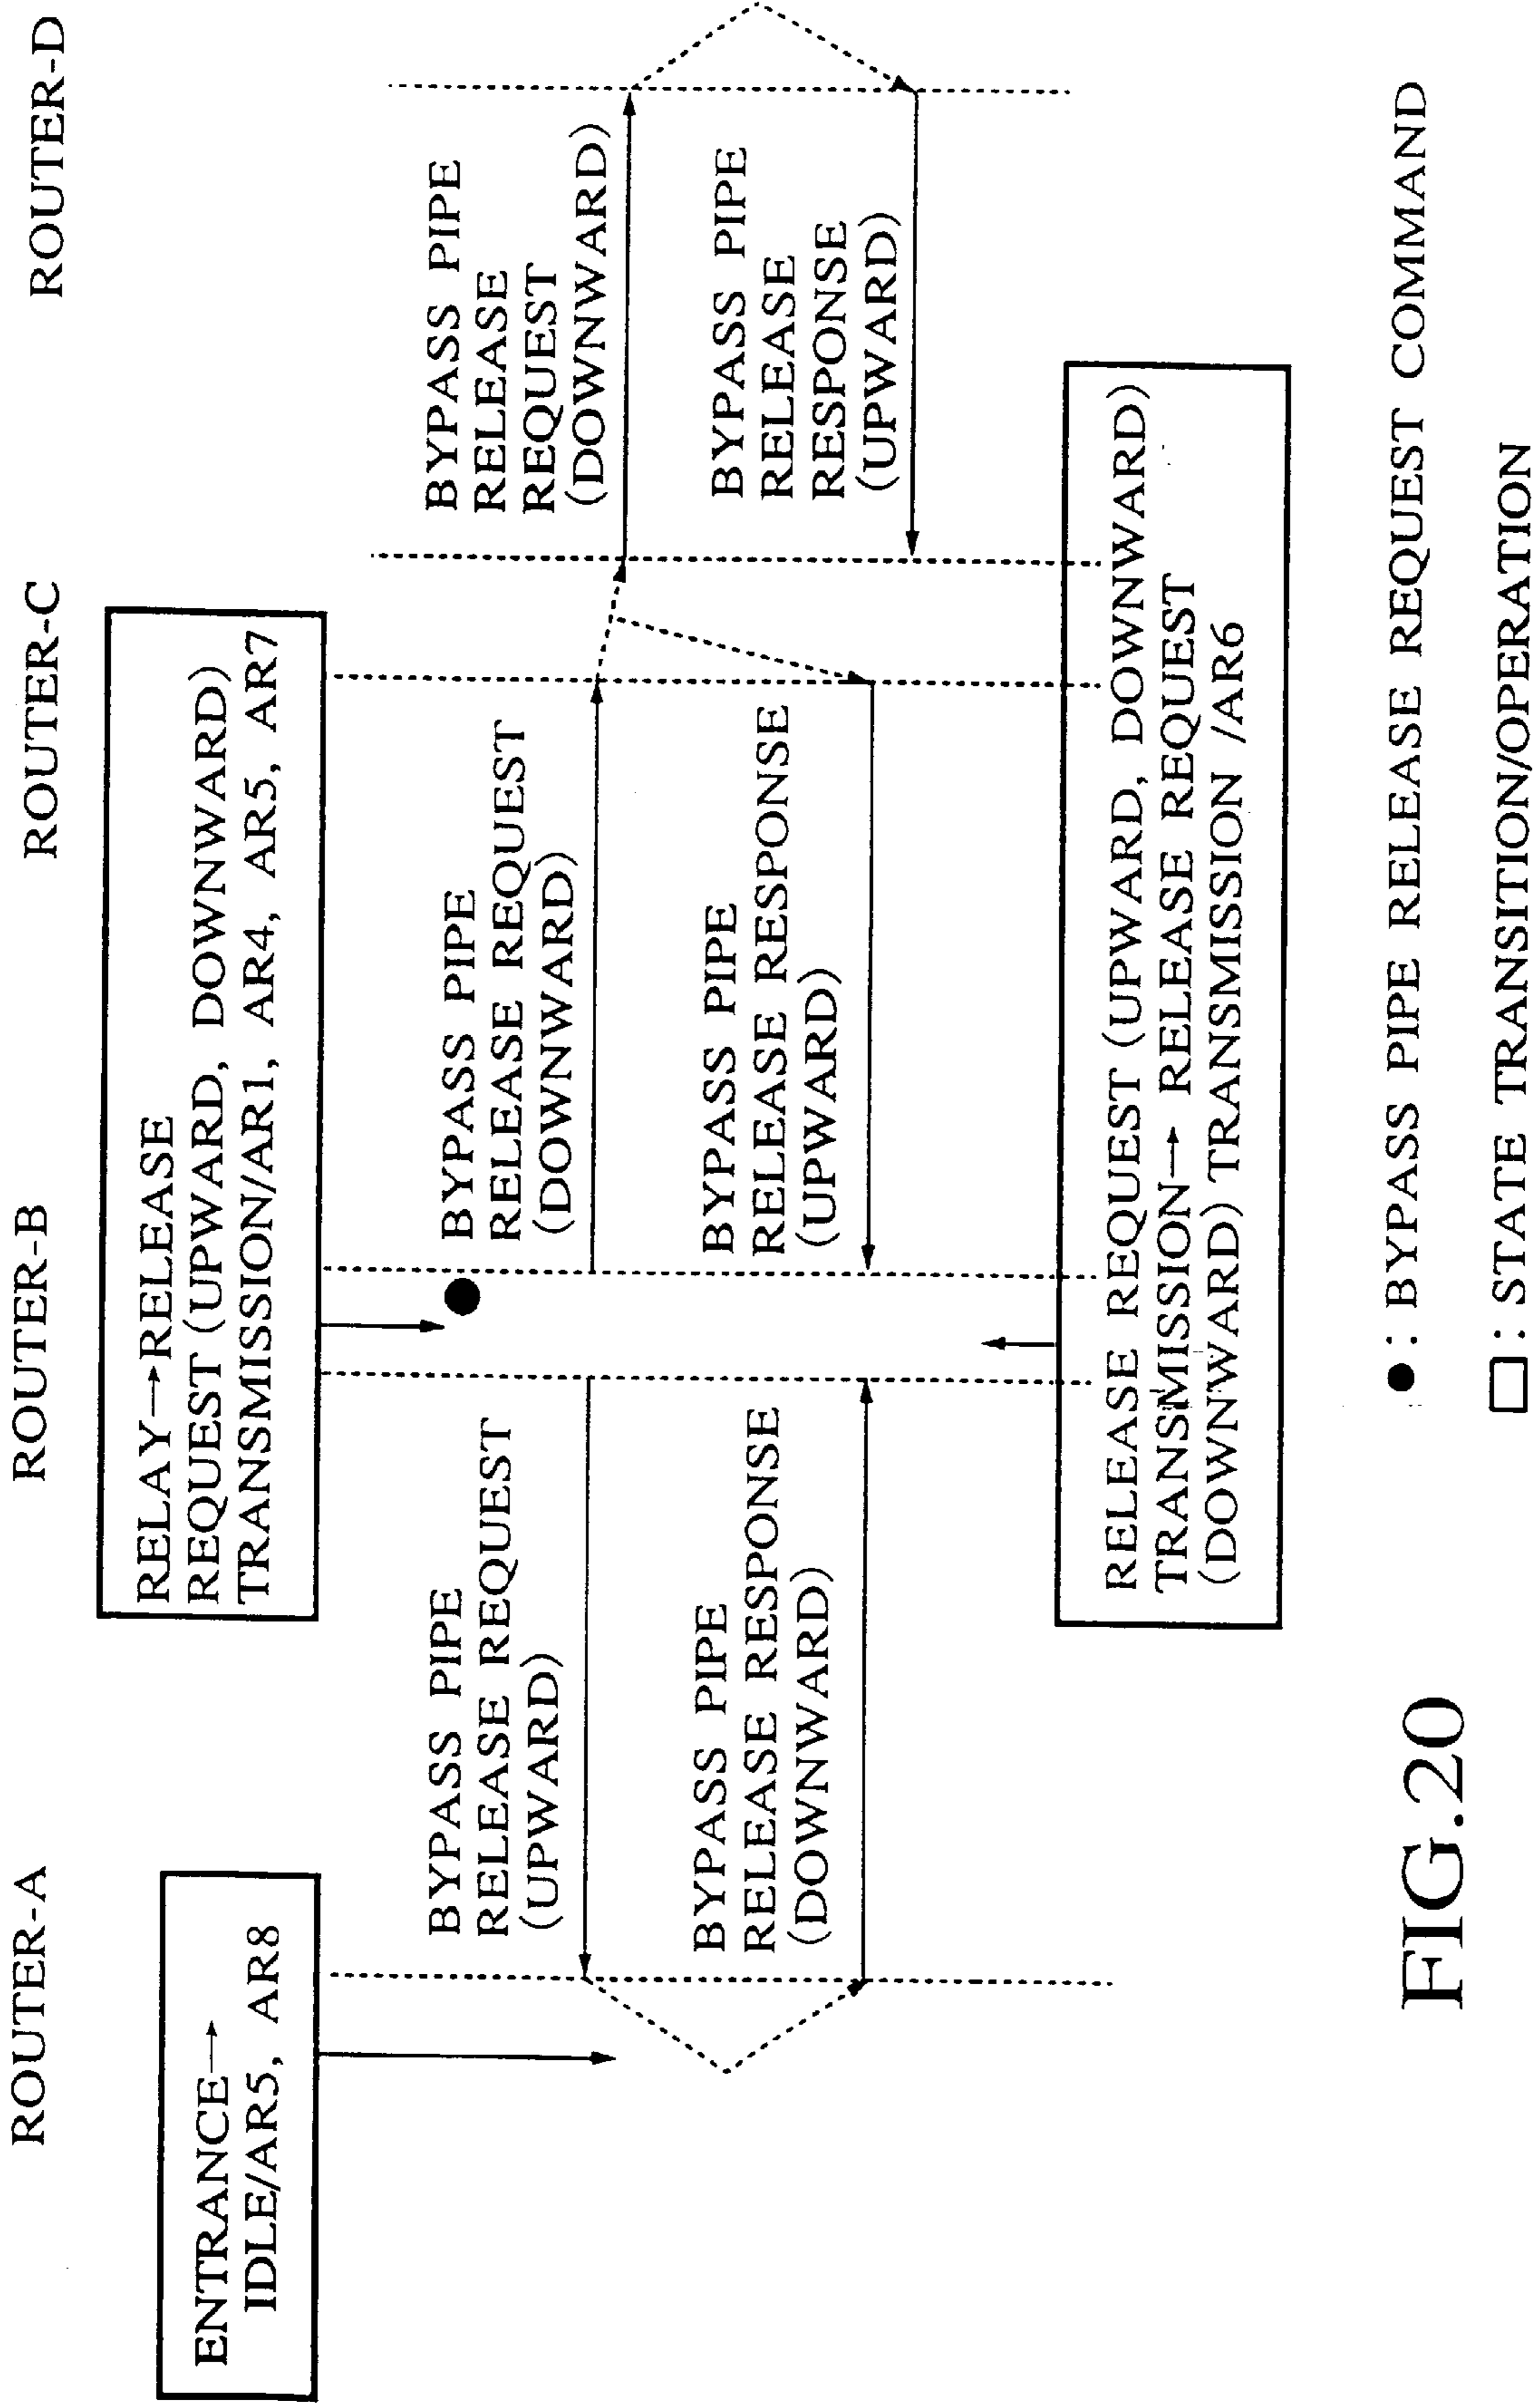 ROUTER-A
ROUTER-B
ROUTER-C
ROUTER-D
ENTRANCE→
IDLE/AR5, AR8
RELAY→RELEASE
REQUEST (UPWARD, DOWNWARD)
TRANSMISSION/AR1, AR4, AR5, AR7
BYPASS PIPE
RELEASE REQUEST
(UPWARD)
BYPASS PIPE
RELEASE REQUEST
(DOWNWARD)
BYPASS PIPE
RELEASE
REQUEST
(DOWNWARD)
BYPASS PIPE
RELEASE RESPONSE
(DOWNWARD)
BYPASS PIPE
RELEASE RESPONSE
(UPWARD)
BYPASS PIPE
RELEASE
RESPONSE
(UPWARD)
RELEASE REQUEST (UPWARD, DOWNWARD)
TRANSMISSION→ RELEASE REQUEST
(DOWNWARD) TRANSMISSION /AR6
● : BYPASS PIPE RELEASE REQUEST COMMAND
□ : STATE TRANSITION/OPERATION
FIG.20